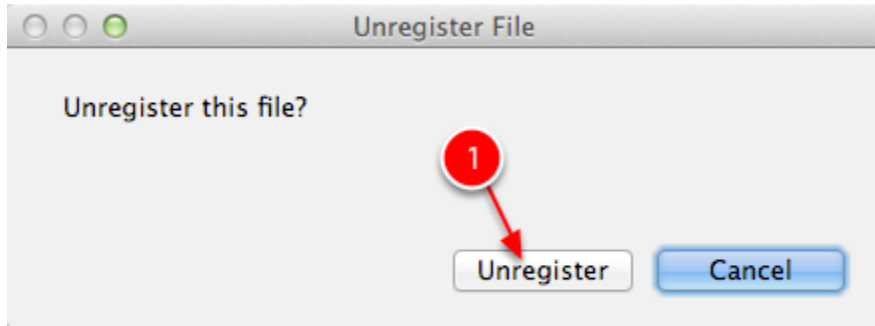 Unregister File
Unregister this file?
1
Unregister
Cancel